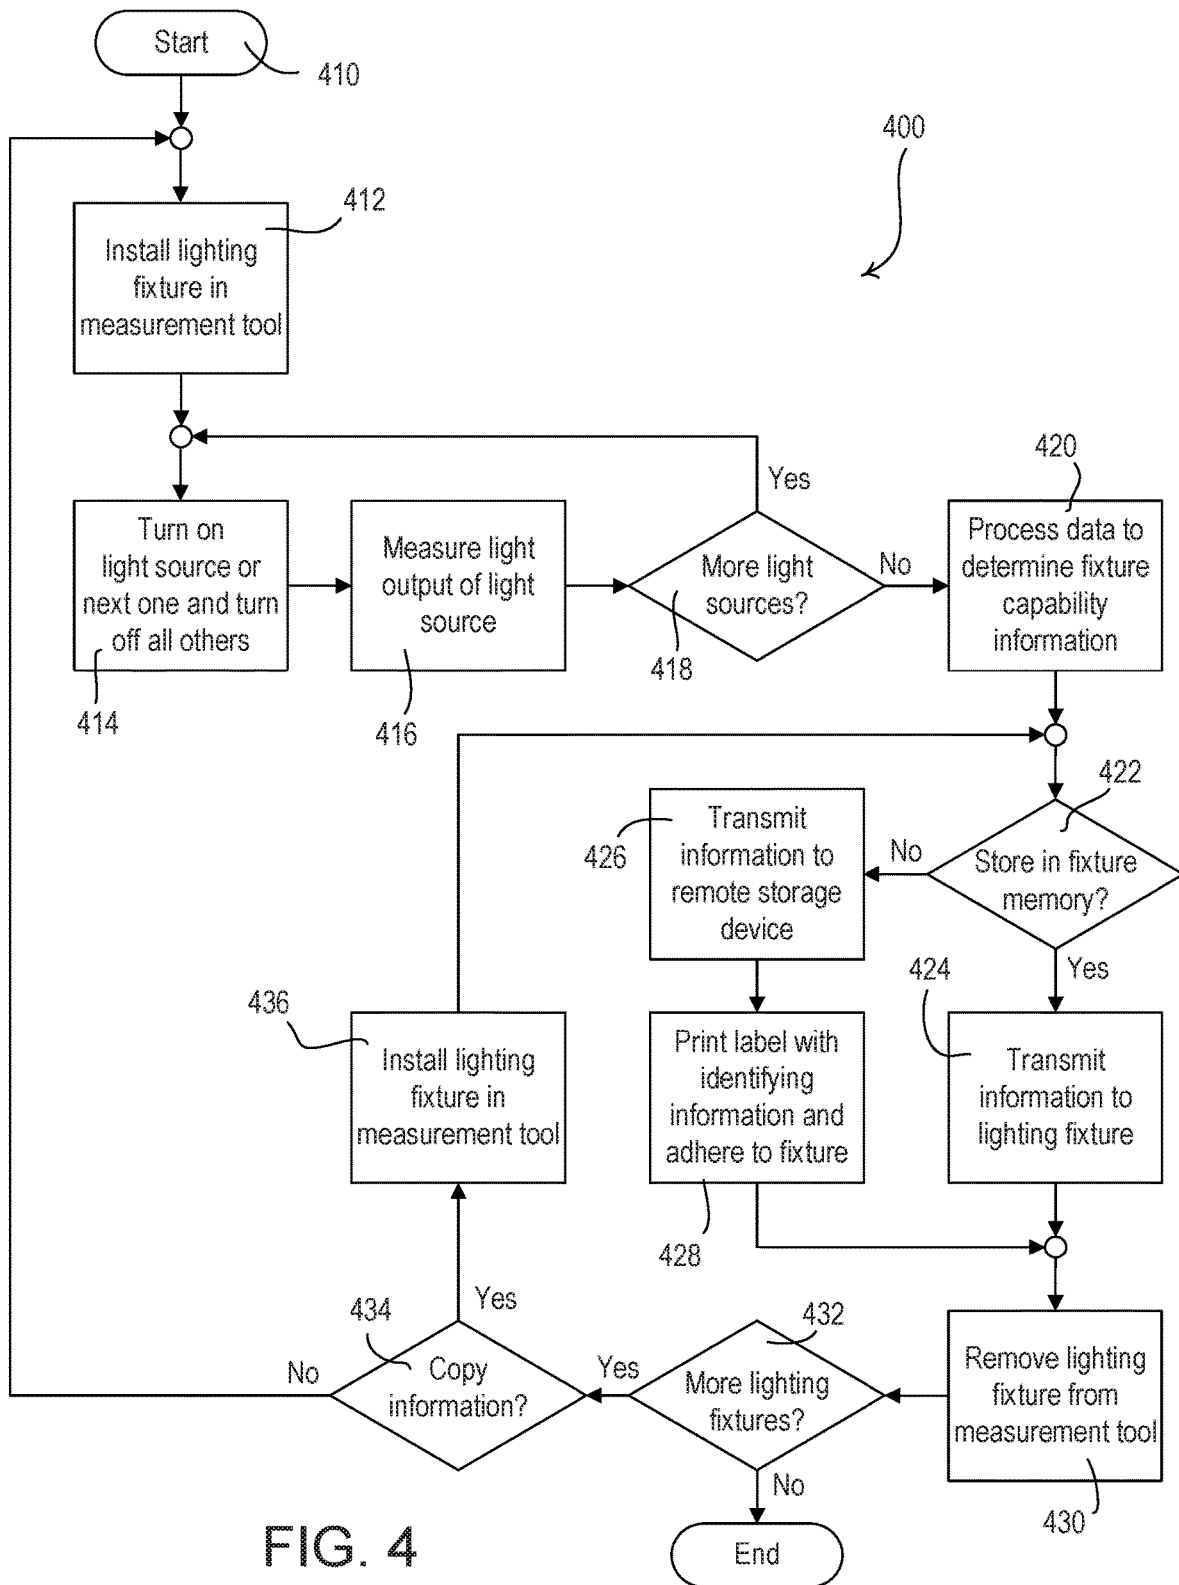 Start
410
400
412
Install lighting
fixture in
measurement tool
Yes
420
Turn on
light source or
next one and turn
off all others
414
Measure light
output of light
source
416
More light
sources?
418
No
Process data to
determine fixture
capability
information
422
Store in fixture
memory?
No
Yes
Transmit
information to
remote storage
device
426
424
436
Install lighting
fixture in
measurement tool
Print label with
identifying
information and
adhere to fixture
428
Transmit
information to
lighting fixture
Yes
434
Copy
information?
No
Yes
432
More lighting
fixtures?
Remove lighting
fixture from
measurement tool
430
No
End
FIG. 4